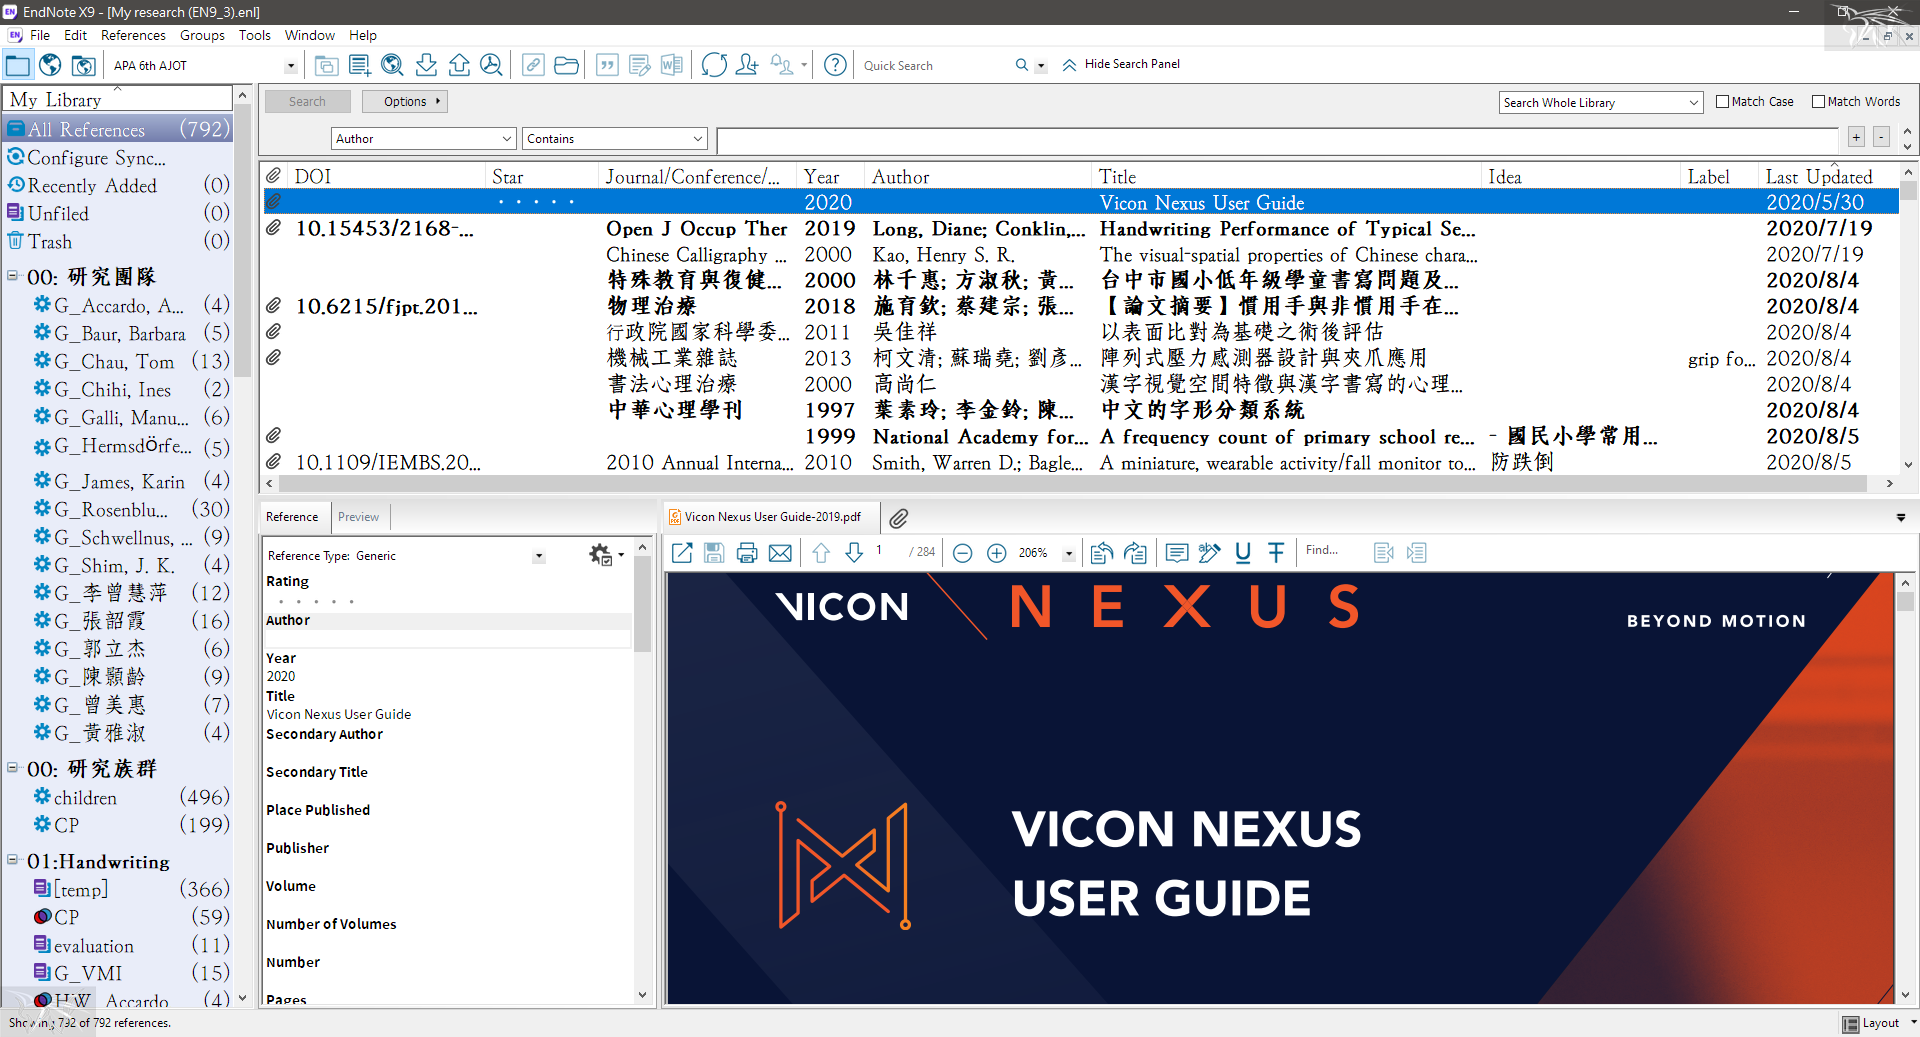 EndNote X9 - [My research (EN9_3).enl]
File Edit References Groups Tools Window Help
APA 6th AJOT
Quick Search
Hide Search Panel
My Library
All References (792)
Configure Sync...
Recently Added (0)
Unfiled (0)
Trash (0)
00: 研究團隊
G_Accardo, A... (4)
G_Baur, Barbara (5)
G_Chau, Tom (13)
G_Chihi, Ines (2)
G_Galli, Manu... (6)
G_Hermsdörfe... (5)
G_James, Karin (4)
G_Rosenblu... (30)
G_Schwellnus, ... (9)
G_Shim, J. K. (4)
G_李曾慧萍 (12)
G_張韶霞 (16)
G_郭立杰 (6)
G_陳顥齡 (9)
G_曾美惠 (7)
G_黃雅淑 (4)
00: 研究族群
children (496)
CP (199)
01:Handwriting
[temp] (366)
CP (59)
evaluation (11)
G_VMI (15)
HW_Accardo (4)
Search Options
Search Whole Library Match Case Match Words
Author Contains + -
DOI Star Journal/Conference/... Year Author Title Idea Label Last Updated
2020 Vicon Nexus User Guide 2020/5/30
10.15453/2168-... Open J Occup Ther 2019 Long, Diane; Conklin,... Handwriting Performance of Typical Se... 2020/7/19
Chinese Calligraphy ... 2000 Kao, Henry S. R. The visual-spatial properties of Chinese chara... 2020/7/19
特殊教育與復健... 2000 林千惠; 方淑秋; 黃... 台中市國小低年級學童書寫問題及... 2020/8/4
10.6215/fjpt.201... 物理治療 2018 施育欽; 蔡建宗; 張... 【論文摘要】慣用手與非慣用手在... 2020/8/4
行政院國家科學委... 2011 吳佳祥 以表面比對為基礎之術後評估 2020/8/4
機械工業雜誌 2013 柯文清; 蘇瑞堯; 劉彥... 陣列式壓力感測器設計與夾爪應用 grip fo... 2020/8/4
書法心理治療 2000 高尚仁 漢字視覺空間特徵與漢字書寫的心理... 2020/8/4
中華心理學刊 1997 葉素玲; 李金鈴; 陳... 中文的字形分類系統 2020/8/4
1999 National Academy for... A frequency count of primary school re... - 國民小學常用... 2020/8/5
10.1109/IEMBS.20... 2010 Annual Interna... 2010 Smith, Warren D.; Bagle... A miniature, wearable activity/fall monitor to... 防跌倒 2020/8/5
Reference Preview
Reference Type: Generic
Rating
Author
Year
2020
Title
Vicon Nexus User Guide
Secondary Author
Secondary Title
Place Published
Publisher
Volume
Number of Volumes
Number
Pages
Vicon Nexus User Guide-2019.pdf
1 / 284 206% Find...
VICON NEXUS
BEYOND MOTION
VICON NEXUS
USER GUIDE
Showing 792 of 792 references.
Layout